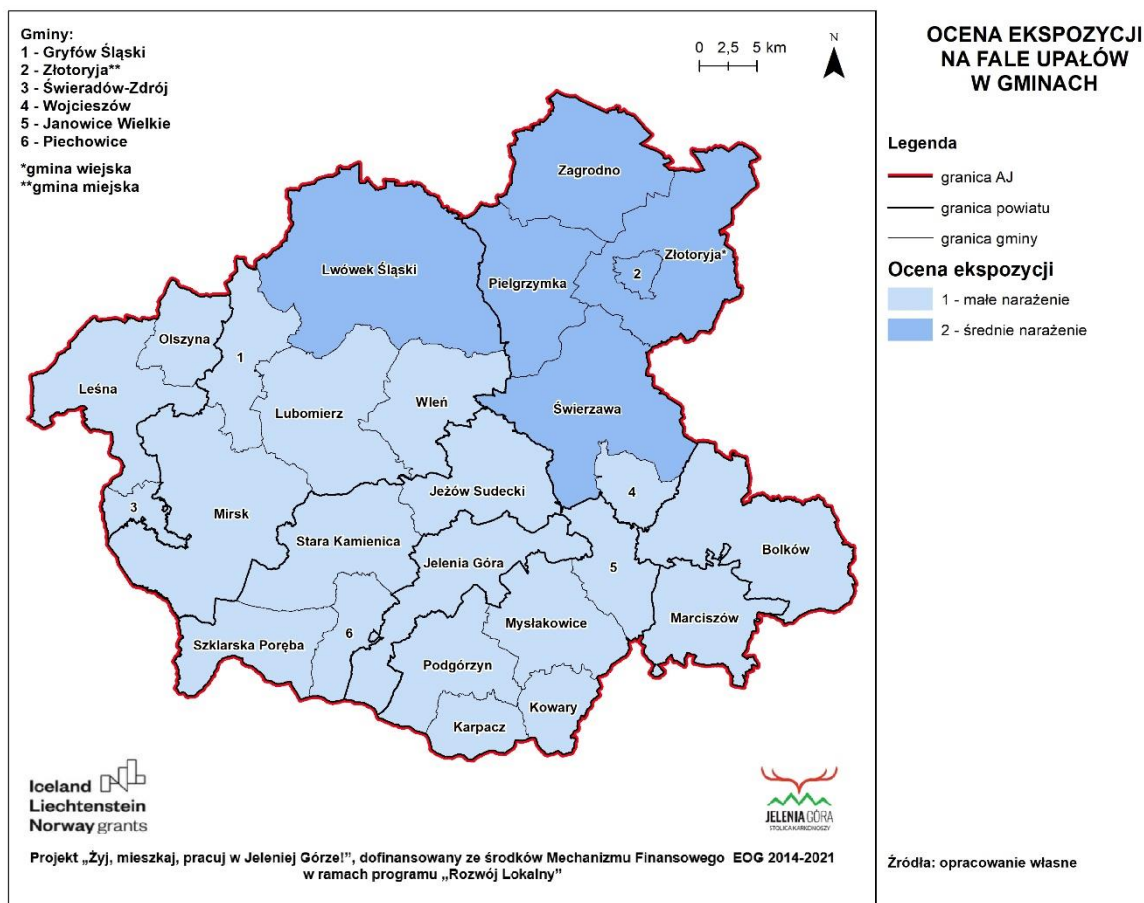 Gminy:
1 - Gryfów Śląski
2 - Złotoryja**
3 - Świeradów-Zdrój
4 - Wojcieszów
5 - Janowice Wielkie
6 - Piechowice
*gmina wiejska
**gmina miejska
0 2,5 5 km
N
OCENA EKSPOZYCJI
NA FALE UPAŁÓW
W GMINACH
Legenda
granica AJ
granica powiatu
granica gminy
Ocena ekspozycji
1 - małe narażenie
2 - średnie narażenie
Zagrodno
Złotoryja*
2
Lwówek Śląski
Pielgrzymka
Olszyna
1
Leśna
Lubomierz
Wleń
Świerzawa
3
Mirsk
Jeżów Sudecki
4
Stara Kamienica
Jelenia Góra
Bolków
5
Marciszów
Mysłakowice
6
Szklarska Poręba
Podgórzyn
Kowary
Karpacz
Iceland
Liechtenstein
Norway grants
JELENIA GÓRA
STOLICA KARKONOSZY
Projekt „Żyj, mieszkaj, pracuj w Jeleniej Górze!”, dofinansowany ze środków Mechanizmu Finansowego EOG 2014-2021
w ramach programu „Rozwój Lokalny”
Źródła: opracowanie własne